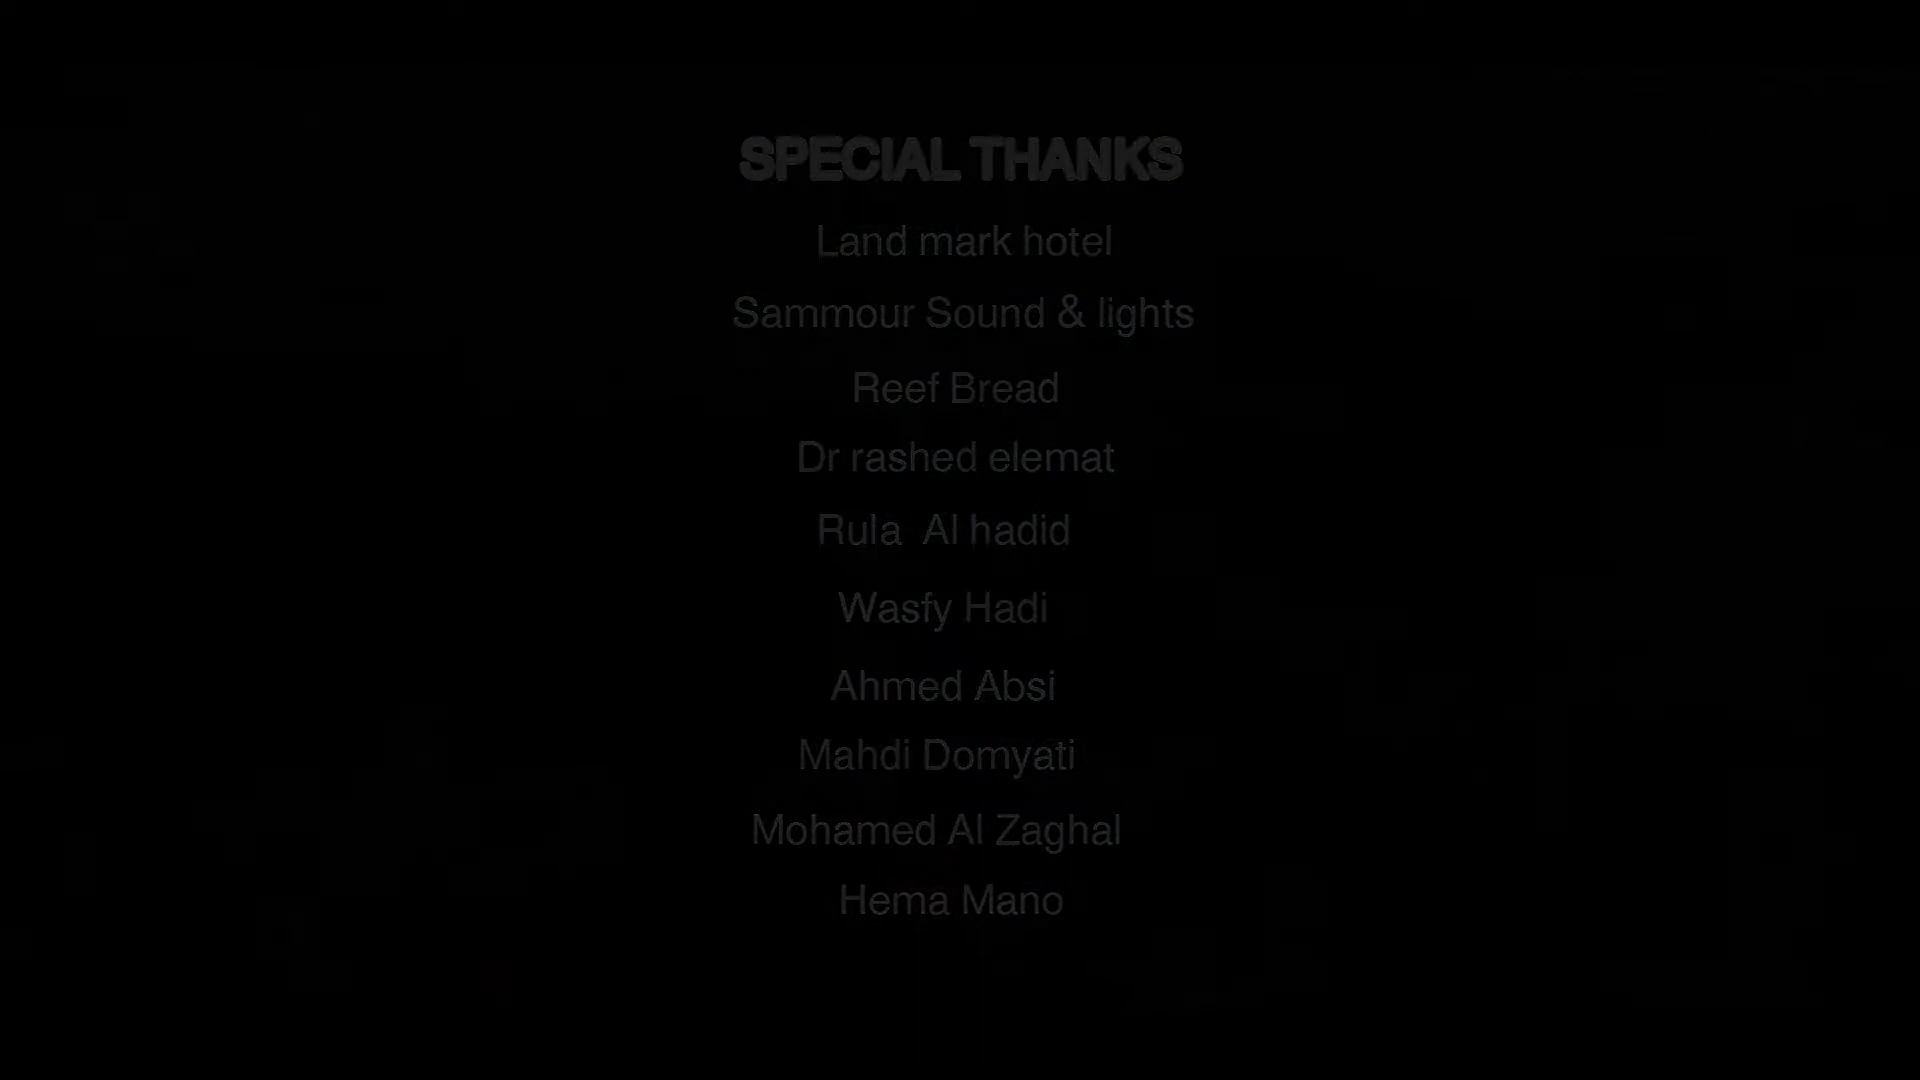 SPECIAL THANKS
Land mark hotel
Sammour Sound & lights
Reef Bread
Dr rashed elemat
Rula  Al hadid
Wasfy Hadi
Ahmed Absi
Mahdi Domyati
Mohamed Al Zaghal
Hema Mano